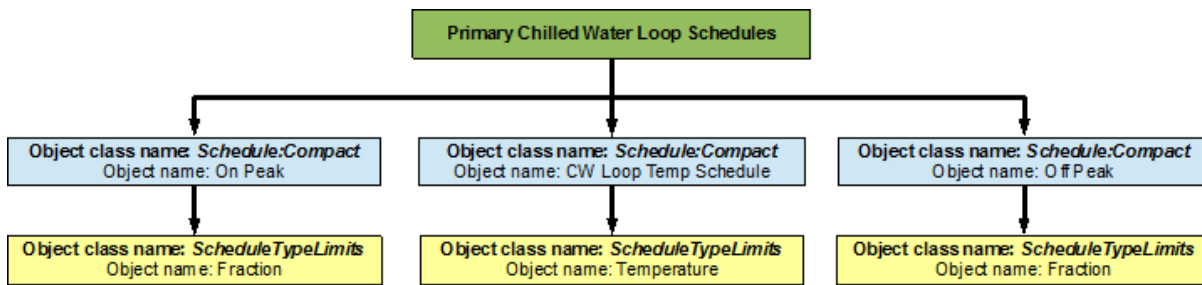 Primary Chilled Water Loop Schedules
Object class name: Schedule:Compact
Object name: On Peak
Object class name: Schedule:Compact
Object name: CW Loop Temp Schedule
Object class name: Schedule:Compact
Object name: Off Peak
Object class name: ScheduleTypeLimits
Object name: Fraction
Object class name: ScheduleTypeLimits
Object name: Temperature
Object class name: ScheduleTypeLimits
Object name: Fraction